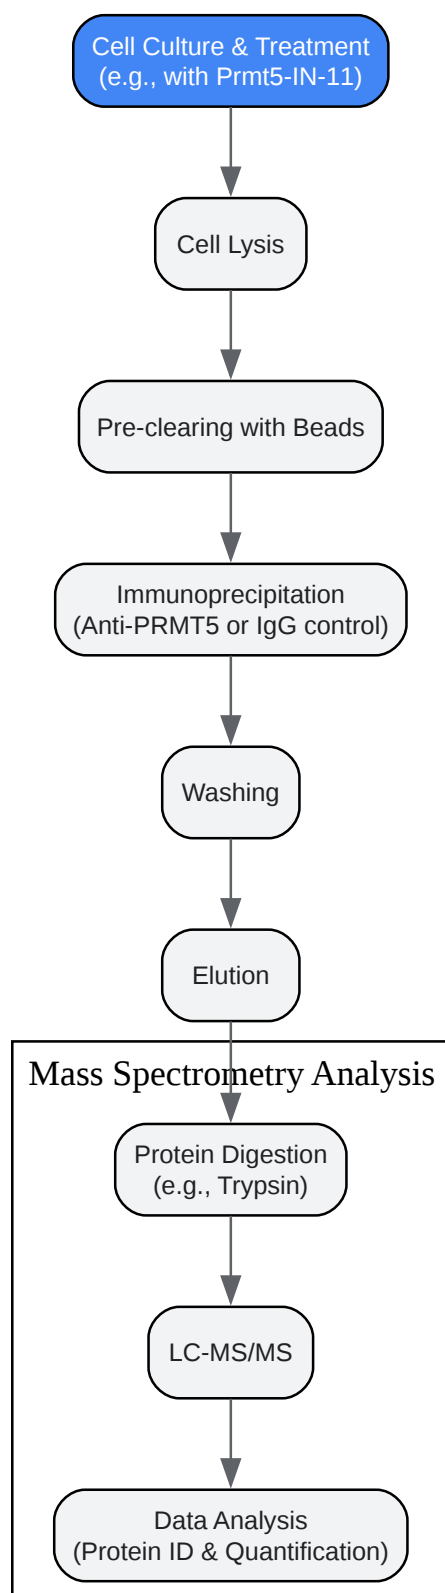 Cell Culture & Treatment
(e.g., with Prmt5-IN-11)
Cell Lysis
Pre-clearing with Beads
Immunoprecipitation
(Anti-PRMT5 or IgG control)
Washing
Elution
Mass Spectrometry Analysis
Protein Digestion
(e.g., Trypsin)
LC-MS/MS
Data Analysis
(Protein ID & Quantification)